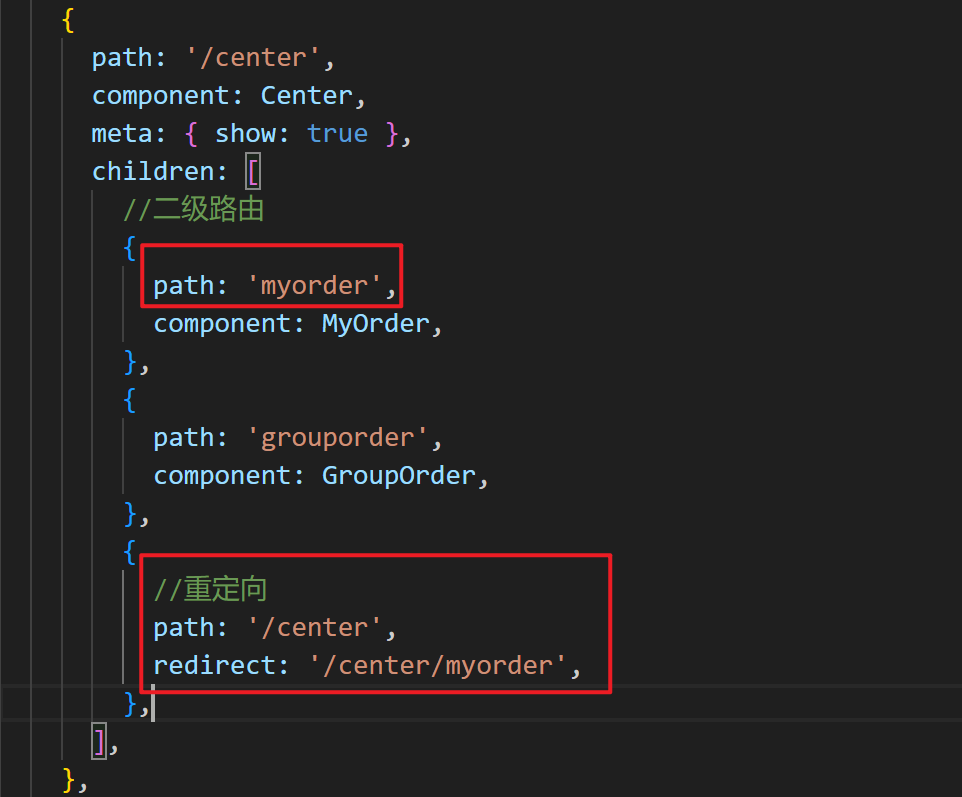 {
path: '/center',
component: Center,
meta: { show: true },
children: [
//二级路由
{
path: 'myorder',
component: MyOrder,
},
{
path: 'grouporder',
component: GroupOrder,
},
{
//重定向
path: '/center',
redirect: '/center/myorder',
},
],
},